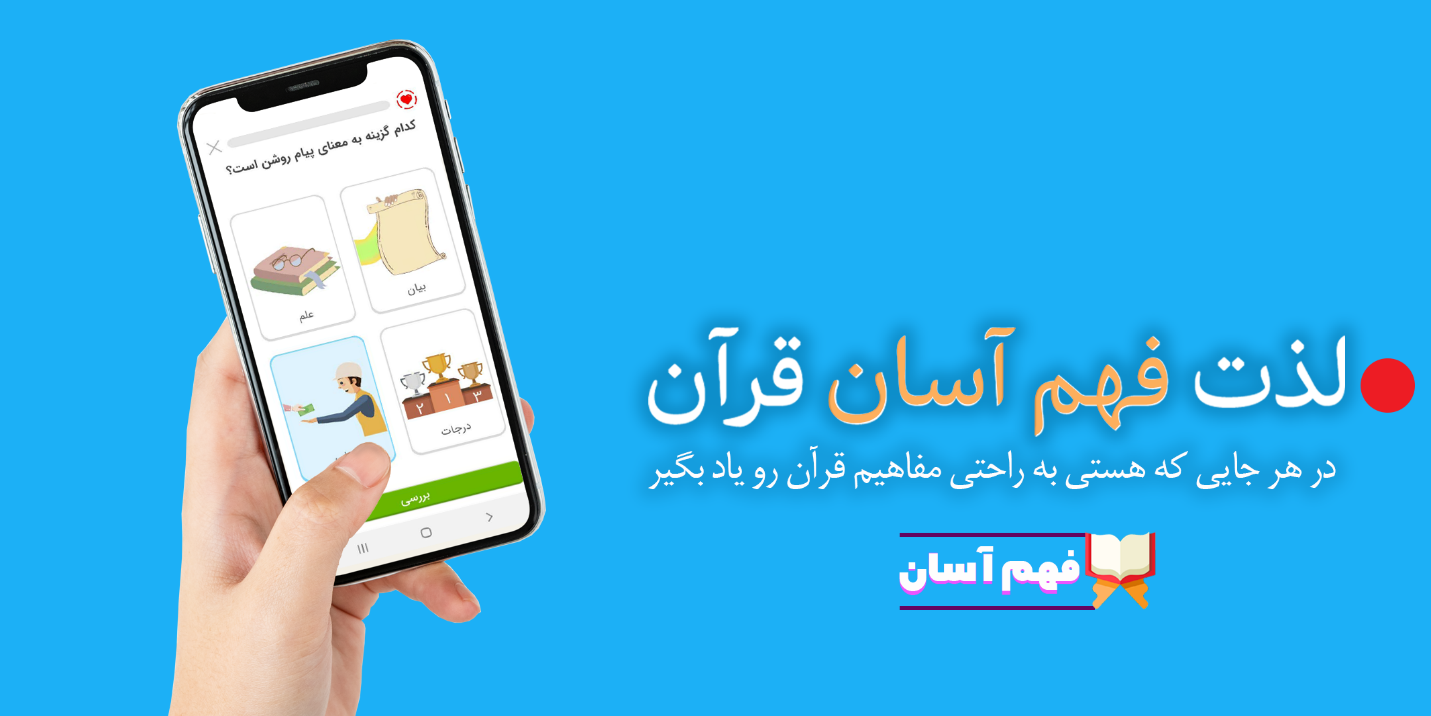 کدام گزینه به معنای پیام روشن است؟
بیان
علم
درجات
۲ ۱ ۳
بررسی
لذت فهم آسان قرآن
در هر جایی که هستی به راحتی مفاهیم قرآن رو یاد بگیر
فهم آسان